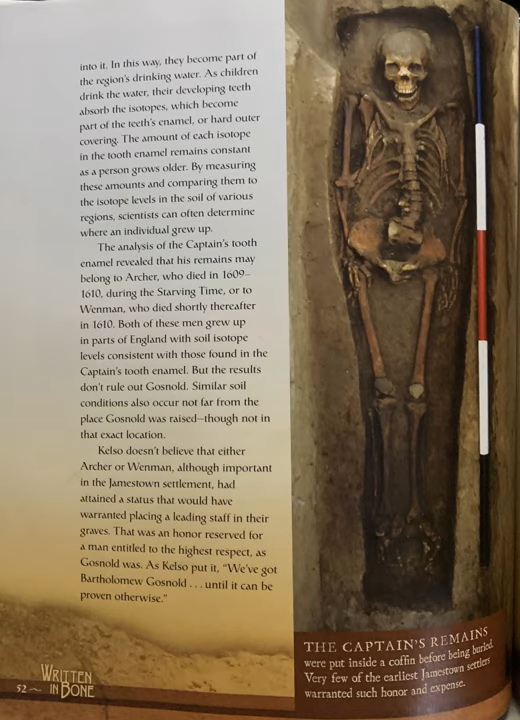 into it. In this way, they become part of
the region's drinking water. As children
drink the water, their developing teeth
absorb the isotopes, which become
part of the teeth's enamel, or hard outer
covering. The amount of each isotope
in the tooth enamel remains constant
as a person grows older. By measuring
these amounts and comparing them to
the isotope levels in the soil of various
regions, scientists can often determine
where an individual grew up.
The analysis of the Captain's tooth
enamel revealed that his remains may
belong to Archer, who died in 1609–
1610, during the Starving Time, or to
Wenman, who died shortly thereafter
in 1610. Both of these men grew up
in parts of England with soil isotope
levels consistent with those found in the
Captain's tooth enamel. But the results
don't rule out Gosnold. Similar soil
conditions also occur not far from the
place Gosnold was raised—though not in
that exact location.
Kelso doesn't believe that either
Archer or Wenman, although important
in the Jamestown settlement, had
attained a status that would have
warranted placing a leading staff in their
graves. That was an honor reserved for
a man entitled to the highest respect, as
Gosnold was. As Kelso put it, "We've got
Bartholomew Gosnold . . . until it can be
proven otherwise."
THE CAPTAIN'S REMAINS
were put inside a coffin before being buried.
Very few of the earliest Jamestown settlers
warranted such honor and expense.
52 ~ WRITTEN
IN BONE